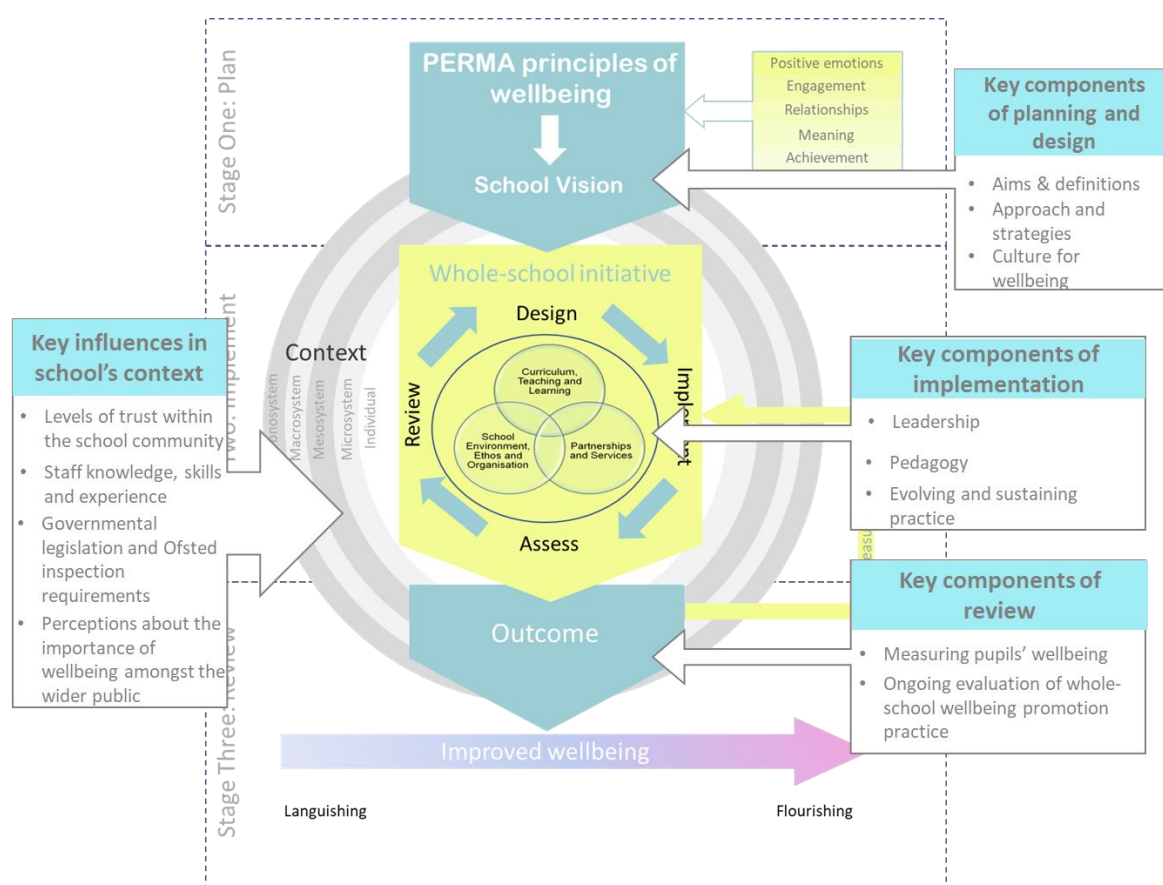 Stage One: Plan
PERMA principles of
wellbeing
School Vision
Positive emotions
Engagement
Relationships
Meaning
Achievement
Key components
of planning and
design
• Aims & definitions
• Approach and
strategies
• Culture for
wellbeing
Two: Implement
Whole-school initiative
Design
Implement
Assess
Review
Curriculum,
Teaching and
Learning
School
Environment,
Ethos and
Organisation
Partnerships
and Services
Context
Macrosystem
Mesosystem
Microsystem
Individual
Key influences in
school's context
• Levels of trust within
the school community
• Staff knowledge, skills
and experience
• Governmental
legislation and Ofsted
inspection
requirements
• Perceptions about the
importance of
wellbeing amongst the
wider public
Key components of
implementation
• Leadership
• Pedagogy
• Evolving and sustaining
practice
Stage Three: Review
Outcome
Key components of
review
• Measuring pupils' wellbeing
• Ongoing evaluation of whole-
school wellbeing promotion
practice
Improved wellbeing
Languishing
Flourishing